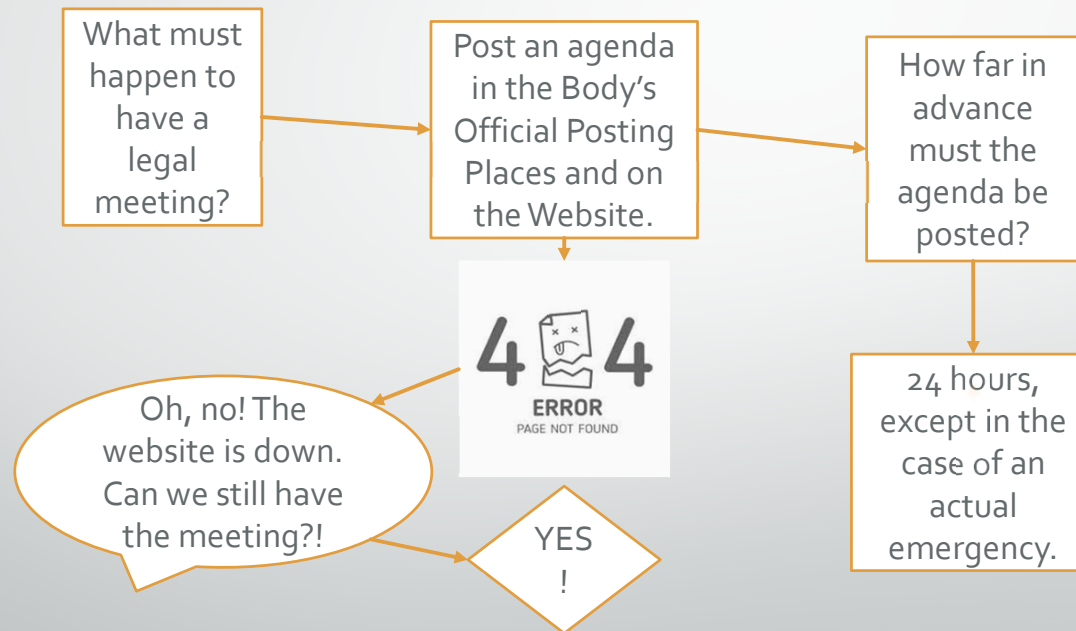 What must
happen to
have a
legal
meeting?
Post an agenda
in the Body's
Official Posting
Places and on
the Website.
How far in
advance
must the
agenda be
posted?
4 4
ERROR
PAGE NOT FOUND
Oh, no! The
website is down.
Can we still have
the meeting?!
YES
!
24 hours,
except in the
case of an
actual
emergency.